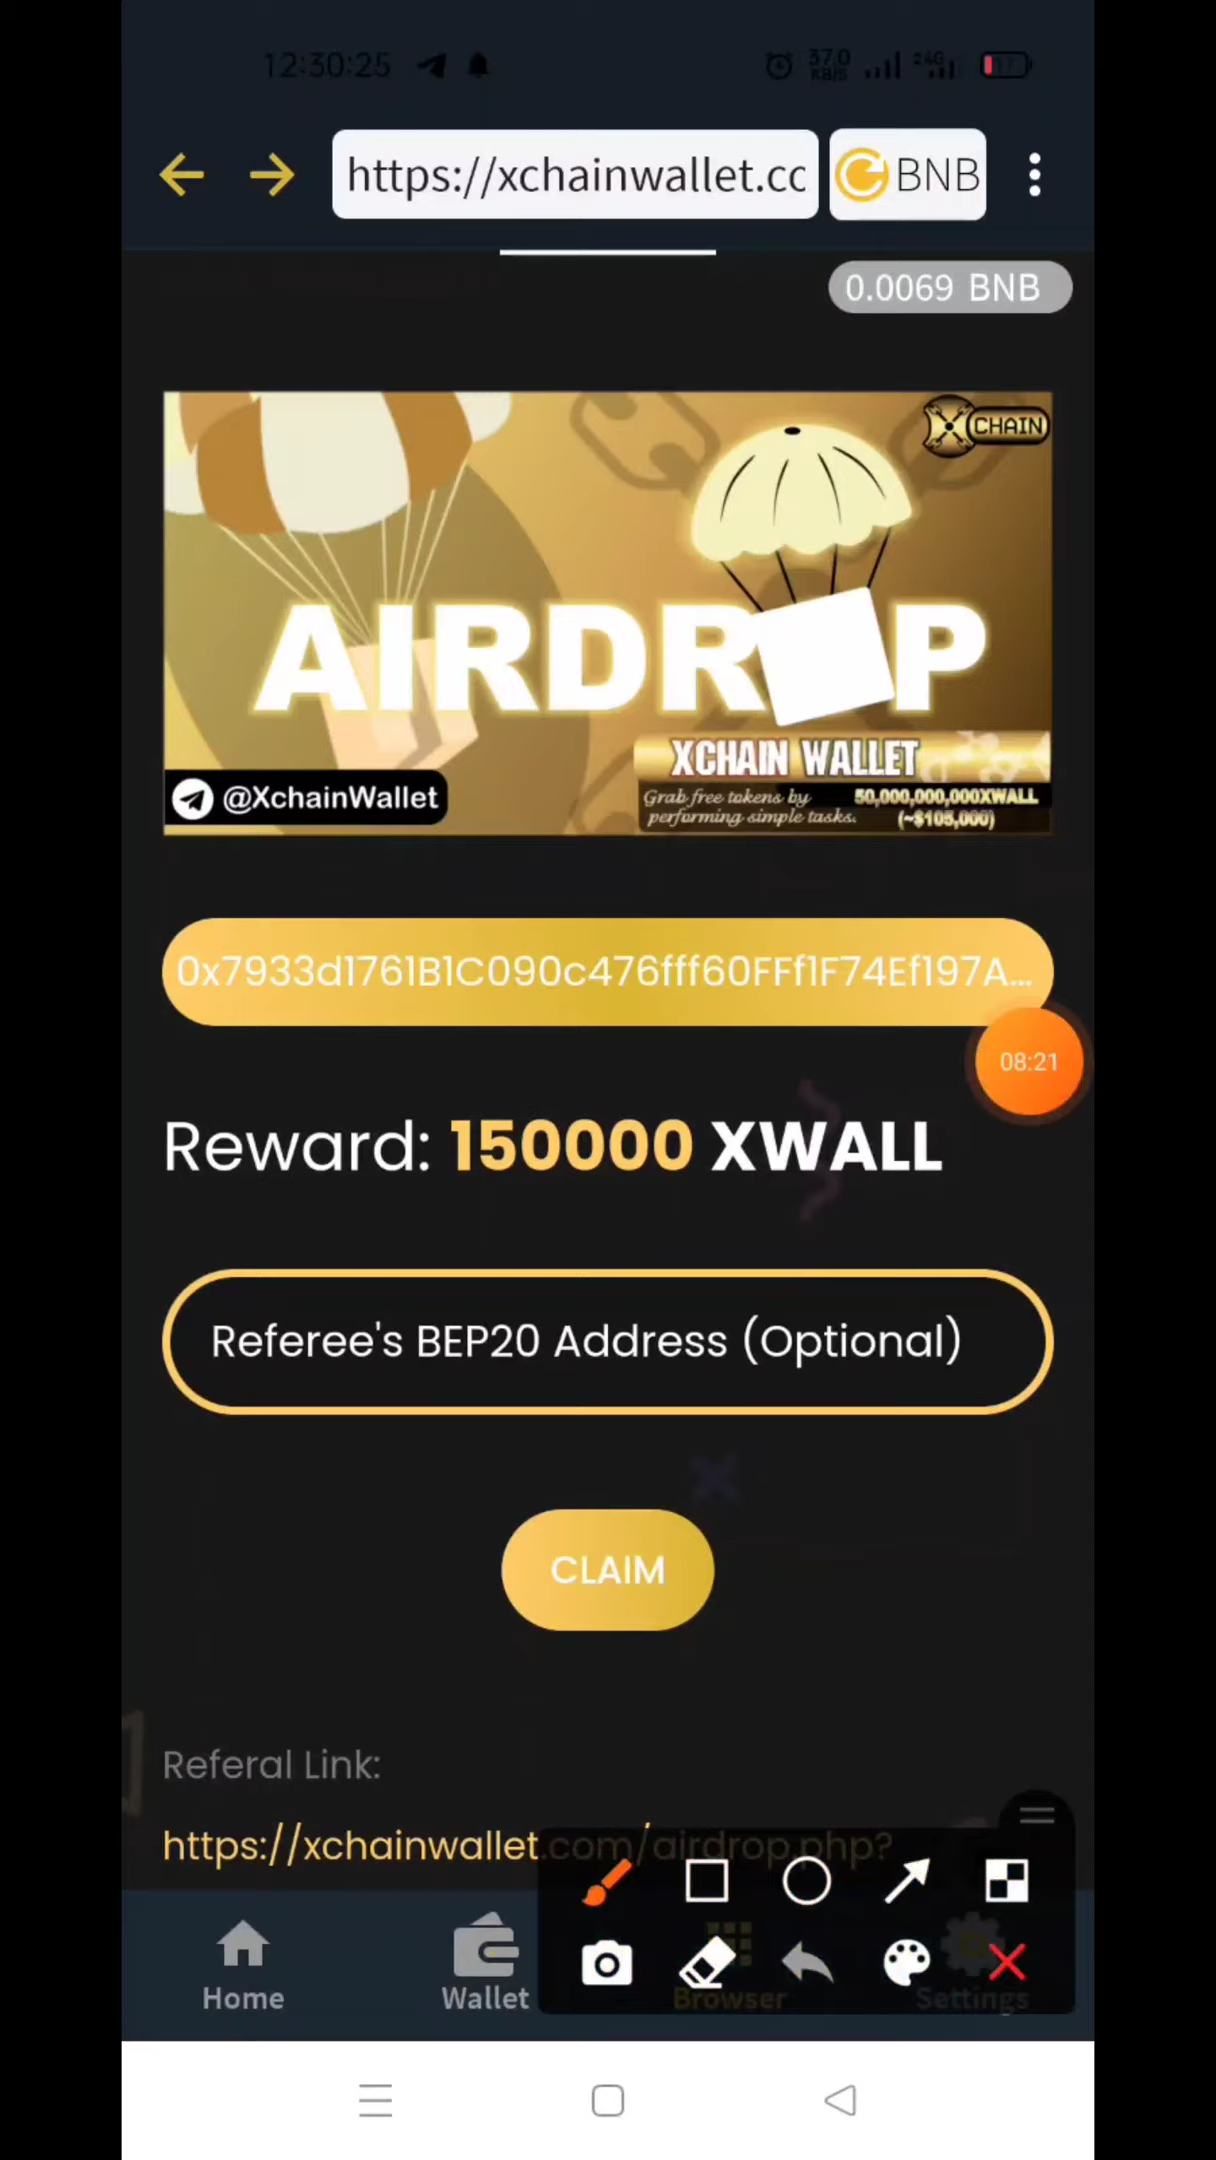 12:30:25
37.0
KB/S
https://xchainwallet.cc
BNB
0.0069 BNB
CHAIN
AIRDROP
XCHAIN WALLET
@XchainWallet
Grab free tokens by
performing simple tasks.
50,000,000,000XWALL
(~$105,000)
0x7933d1761B1C090c476fff60FFf1F74Ef197A...
08:21
Reward: 150000 XWALL
Referee's BEP20 Address (Optional)
CLAIM
Referal Link:
https://xchainwallet.com/airdrop.php?
Home
Wallet
Browser
Settings